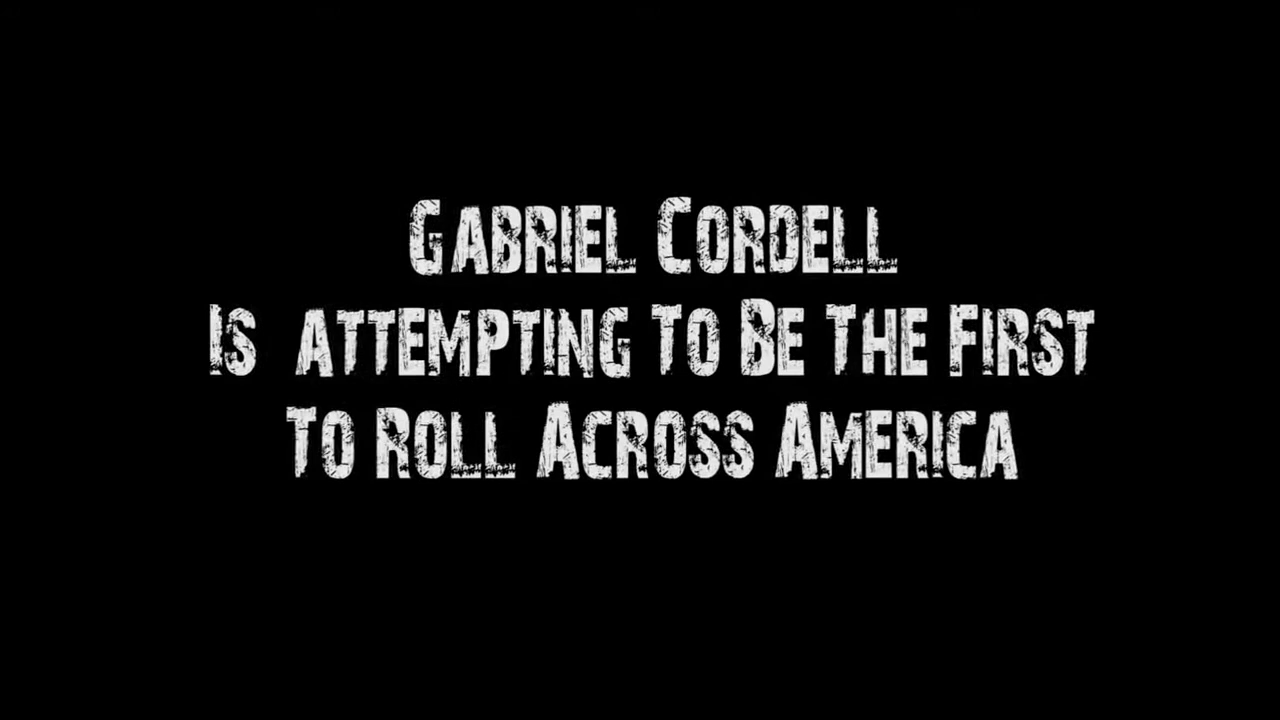 Gabriel Cordell
Is attempting To Be The First
To Roll Across America